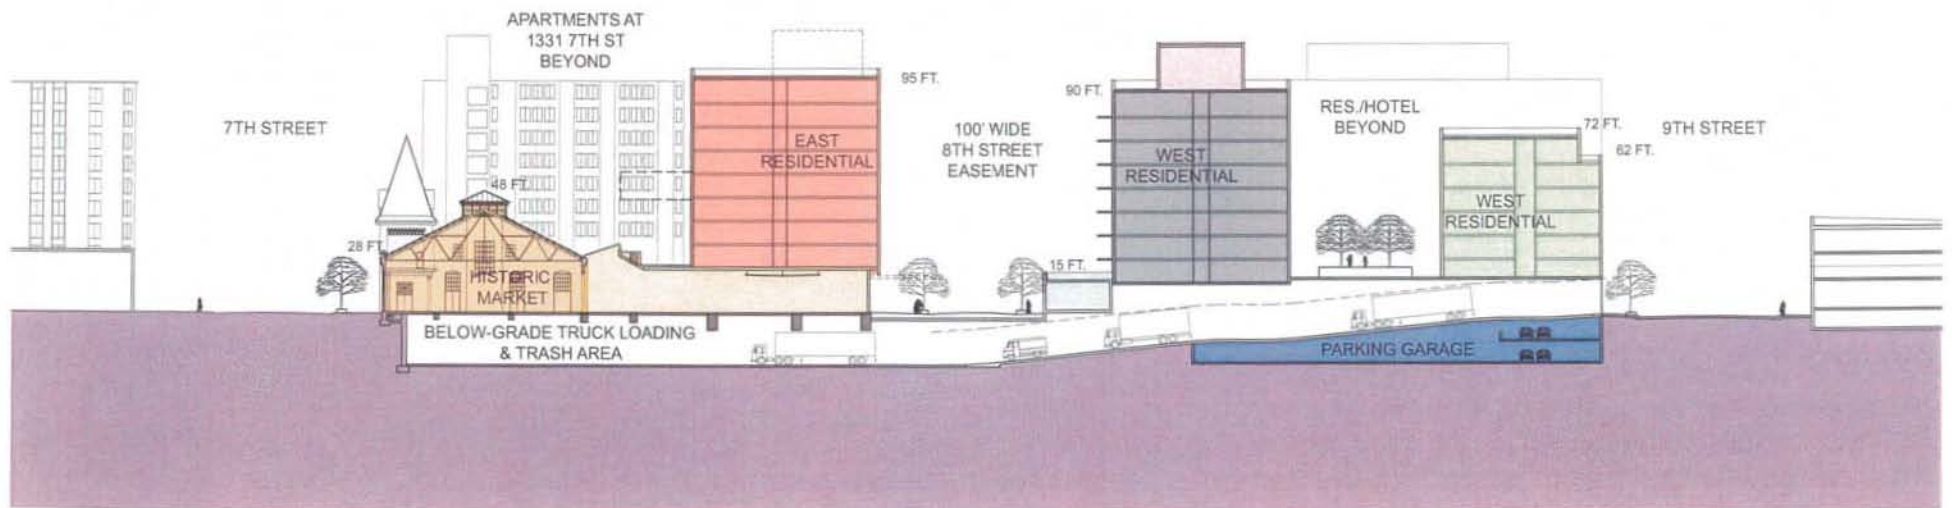 APARTMENTS AT
1331 7TH ST
BEYOND
7TH STREET
95 FT.
EAST
RESIDENTIAL
100' WIDE
8TH STREET
EASEMENT
90 FT.
WEST
RESIDENTIAL
RES./HOTEL
BEYOND
72 FT.
62 FT.
9TH STREET
WEST
RESIDENTIAL
48 FT.
28 FT.
HISTORIC
MARKET
15 FT.
BELOW-GRADE TRUCK LOADING
& TRASH AREA
PARKING GARAGE